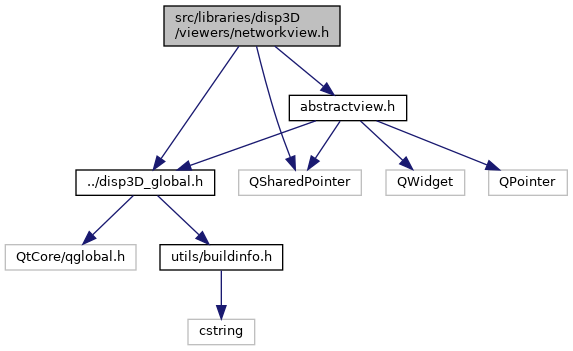 src/libraries/disp3D
/viewers/networkview.h
abstractview.h
../disp3D_global.h
QSharedPointer
QWidget
QPointer
QtCore/qglobal.h
utils/buildinfo.h
cstring